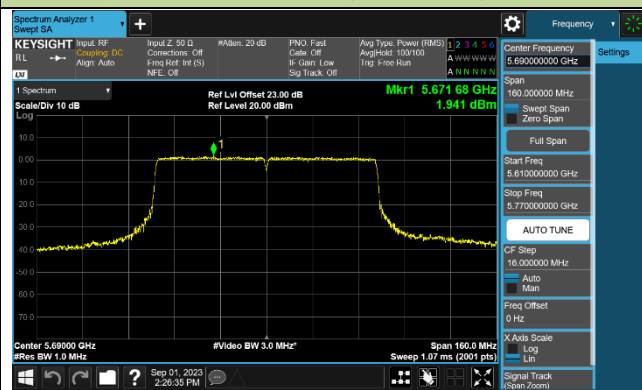 Spectrum Analyzer 1
Swept SA
Frequency
KEYSIGHT
RL
Input: RF
Coupling: DC
Align: Auto
Input Z: 50 Ω
Corrections: Off
Freq Ref: Int (S)
NFE: Off
#Atten: 20 dB
PNO: Fast
Gate: Off
IF Gain: Low
Sig Track: Off
Avg Type: Power (RMS)
Avg|Hold: 100/100
Trig: Free Run
1 2 3 4 5 6
A W W W W W
A N N N N N
LXI
1 Spectrum
Scale/Div 10 dB
Log
Ref Lvl Offset 23.00 dB
Ref Level 20.00 dBm
Mkr1 5.671 68 GHz
1.941 dBm
10.0
0.00
-10.0
-20.0
-30.0
-40.0
-50.0
-60.0
-70.0
1
Center 5.69000 GHz
#Res BW 1.0 MHz
#Video BW 3.0 MHz*
Span 160.0 MHz
Sweep 1.07 ms (2001 pts)
Center Frequency
5.690000000 GHz
Settings
Span
160.000000 MHz
Swept Span
Zero Span
Full Span
Start Freq
5.610000000 GHz
Stop Freq
5.770000000 GHz
AUTO TUNE
CF Step
16.000000 MHz
Auto
Man
Freq Offset
0 Hz
X Axis Scale
Log
Lin
Signal Track
(Span Zoom)
Sep 01, 2023
2:26:35 PM